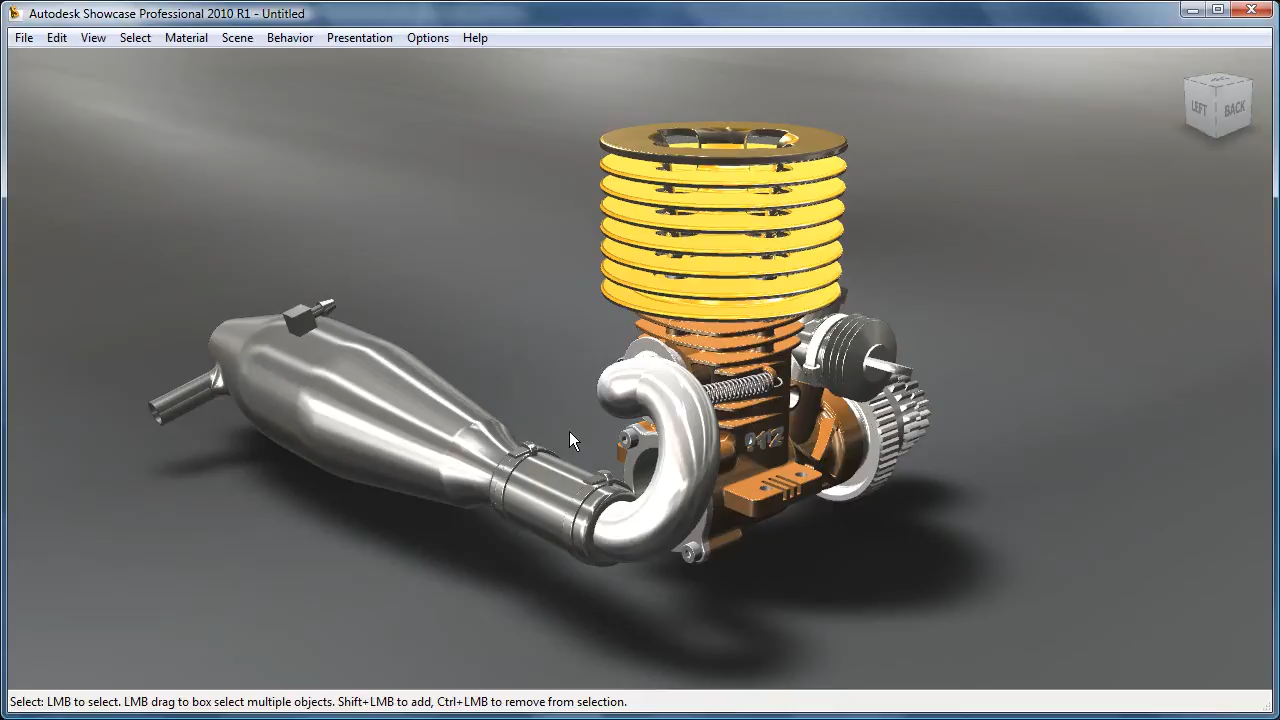 Autodesk Showcase Professional 2010 R1 - Untitled
File Edit View Select Material Scene Behavior Presentation Options Help
LEFT BACK
Select: LMB to select. LMB drag to box select multiple objects. Shift+LMB to add, Ctrl+LMB to remove from selection.